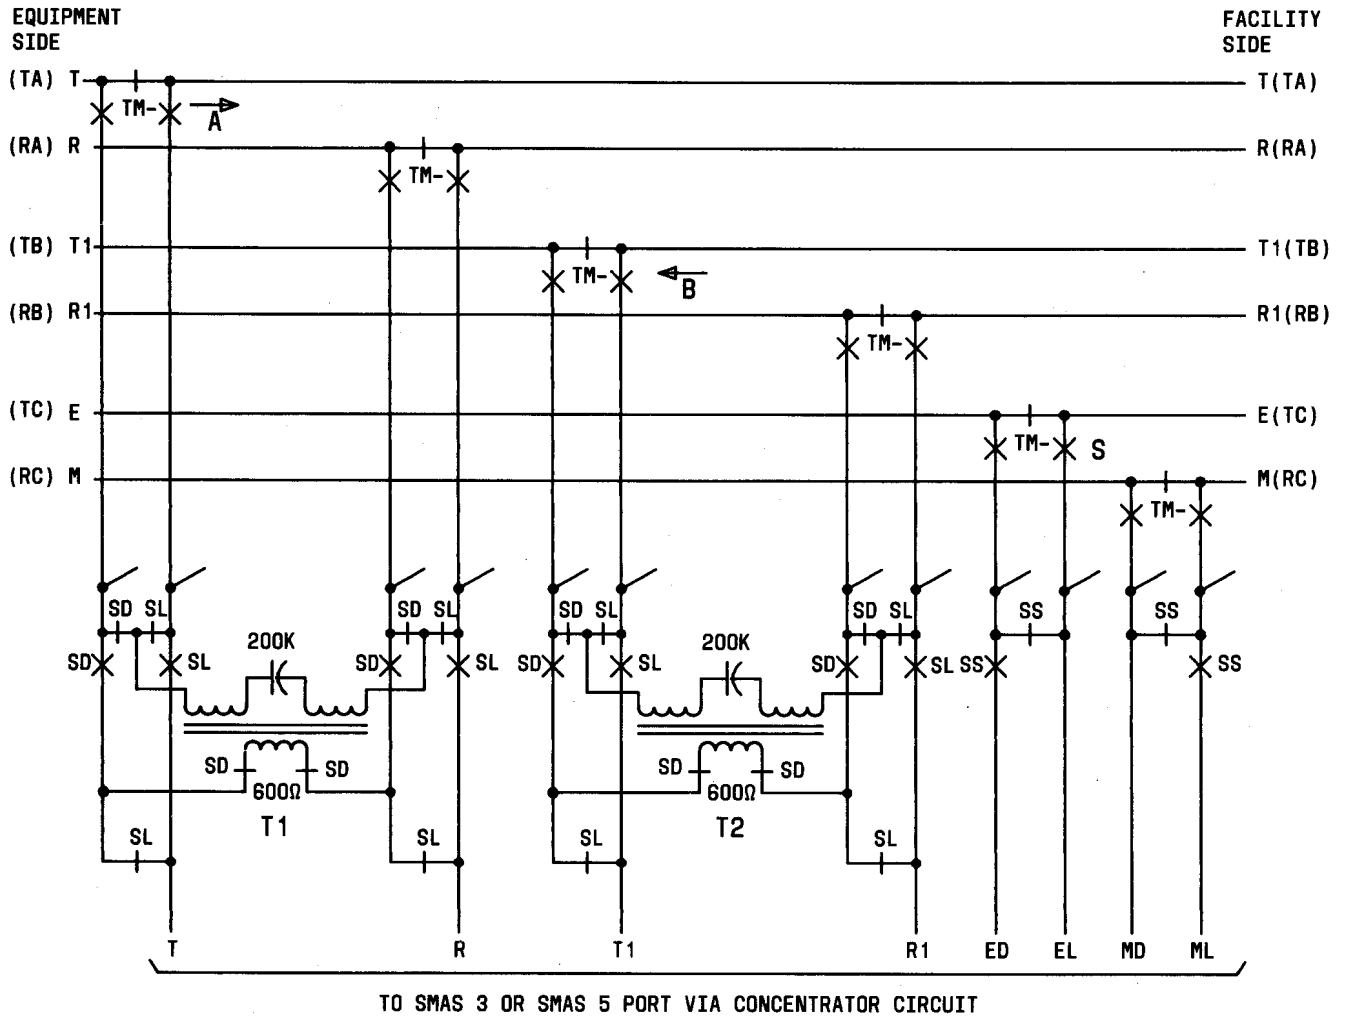 EQUIPMENT
SIDE
FACILITY
SIDE
(TA) T
T(TA)
TM-
A
(RA) R
R(RA)
TM-
(TB) T1
T1(TB)
TM-
B
(RB) R1
R1(RB)
TM-
(TC) E
E(TC)
TM-
S
(RC) M
M(RC)
TM-
SD SL
SD SL
SD SL
SD SL
SS
SS
200K
200K
SD
SL
SD
SL
SD
SL
SD
SL
SS
SS
SD
SD
SD
SD
600Ω
600Ω
T1
T2
SL
SL
SL
SL
T
R
T1
R1
ED
EL
MD
ML
TO SMAS 3 OR SMAS 5 PORT VIA CONCENTRATOR CIRCUIT